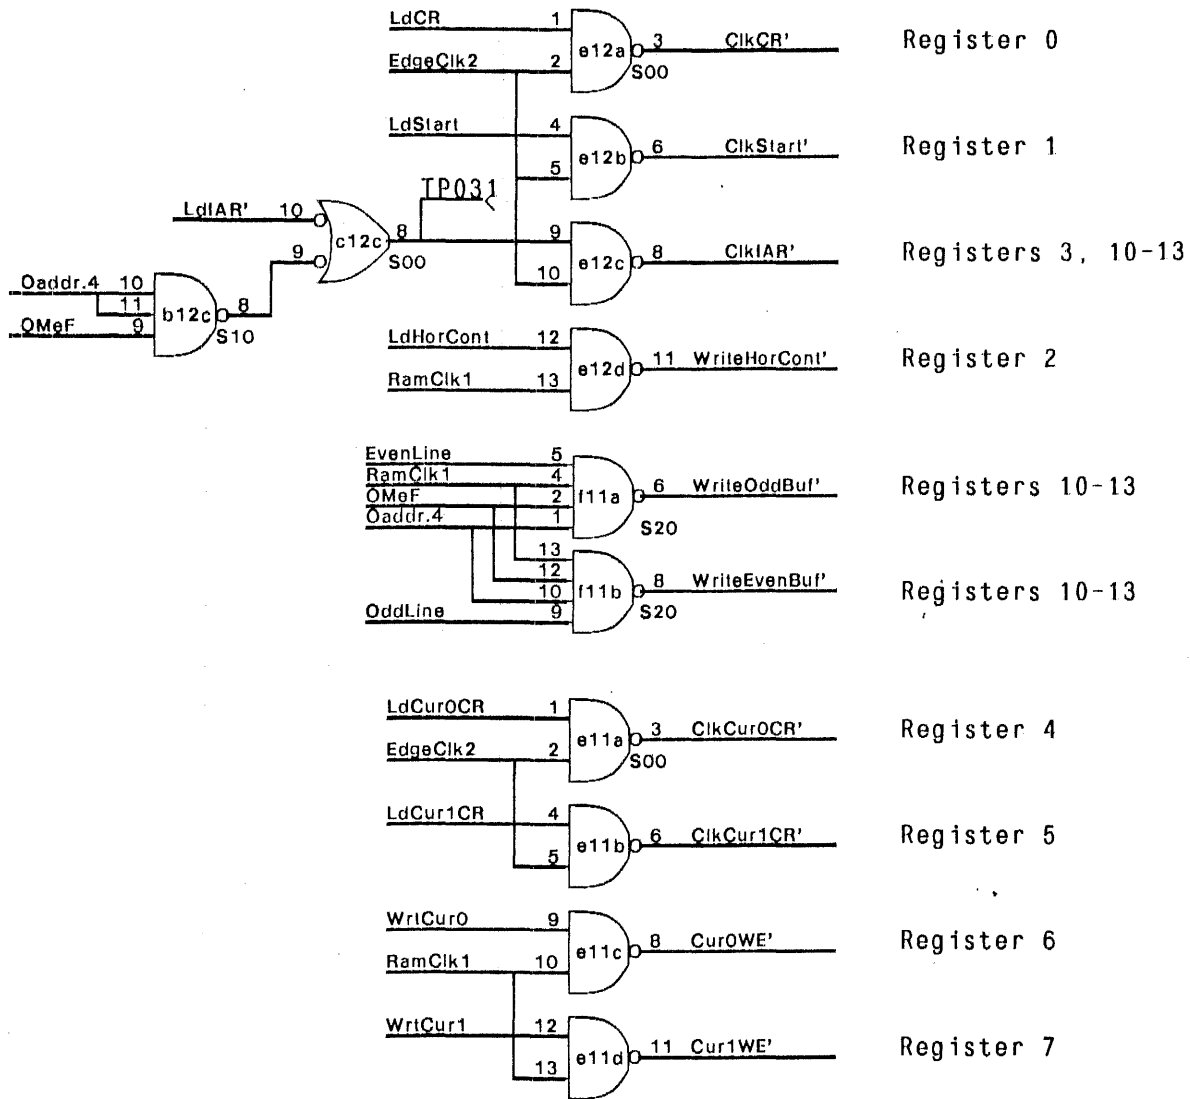 LdCR 1
e12a 3 ClkCR' Register 0
EdgeClk2 2
S00
LdStart 4
e12b 6 ClkStart' Register 1
5
TP031
LdIAR' 10
c12c 8
S00
9
9
e12c 8 ClkIAR' Registers 3, 10-13
10
Oaddr.4 10
11
b12c 8
OMeF 9
S10
LdHorCont 12
e12d 11 WriteHorCont' Register 2
RamClk1 13
EvenLine 5
RamClk1 4
OMeF 2
Oaddr.4 1
f11a 6 WriteOddBuf' Registers 10-13
S20
13
12
10
f11b 8 WriteEvenBuf' Registers 10-13
OddLine 9
S20
LdCur0CR 1
e11a 3 ClkCur0CR' Register 4
EdgeClk2 2
S00
LdCur1CR 4
e11b 6 ClkCur1CR' Register 5
5
WrtCur0 9
e11c 8 Cur0WE' Register 6
RamClk1 10
WrtCur1 12
e11d 11 Cur1WE' Register 7
13